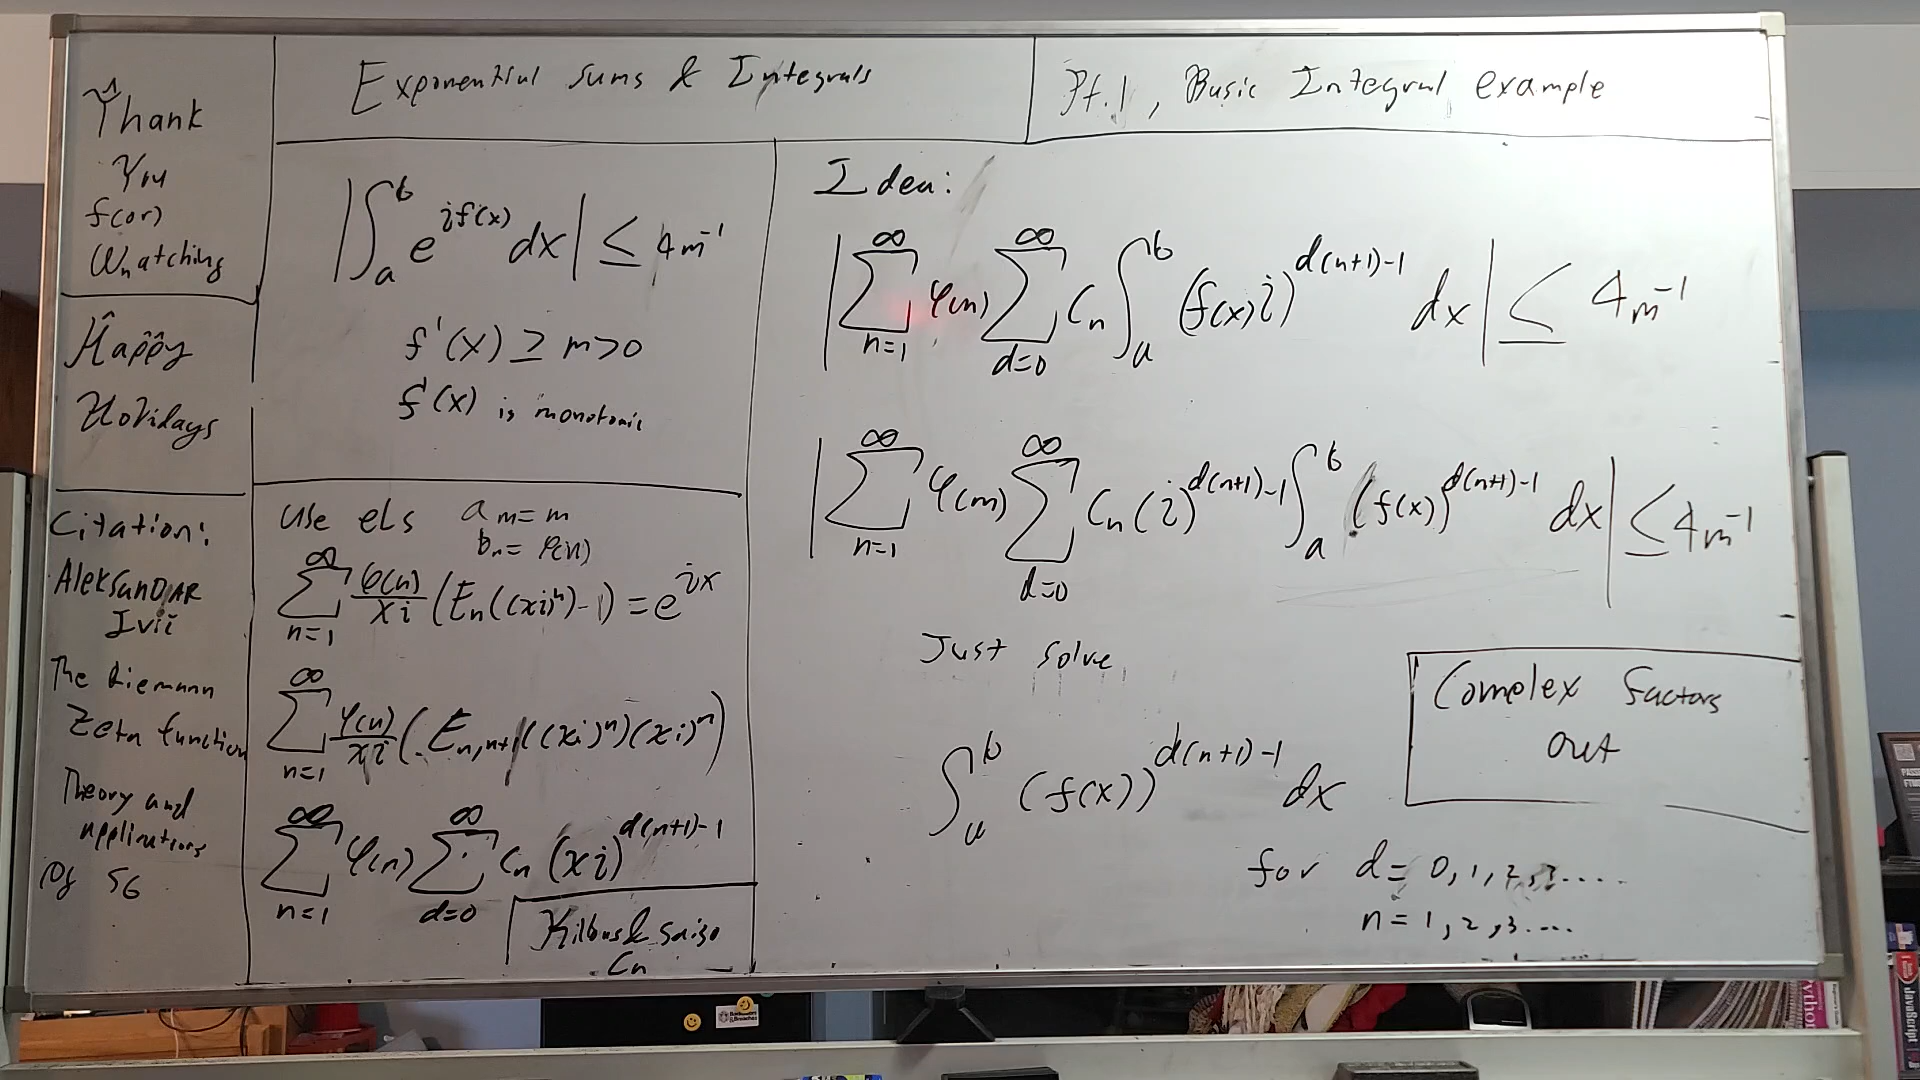 Thank
You
f(or)
Watching
Happy
Holidays
Citation:
AleksanDAR
Ivić
The Riemann
Zeta function
Theory and
applications
Pg 56
Exponential sums & Integrals
Pt.1, Basic Integral example
|∫_a^b e^{if(x)} dx| ≤ 4m^{-1}
f'(x) ≥ m > 0
f'(x) is monotonic
Use els a_m = m
b_n = φ(n)
∑_{n=1}^∞ φ(n)/xi (E_n((xi)^n)-1) = e^{ix}
∑_{n=1}^∞ φ(n)/xi (E_{n,n+1}((xi)^n)(xi)^n)
∑_{n=1}^∞ φ(n) ∑_{d=0}^∞ C_n (xi)^{d(n+1)-1}
Kilbas & Saigo
C_n
Idea:
|∑_{n=1}^∞ φ(n) ∑_{d=0}^∞ C_n ∫_a^b (f(x)i)^{d(n+1)-1} dx| ≤ 4m^{-1}
|∑_{n=1}^∞ φ(m) ∑_{d=0}^∞ C_n (i)^{d(n+1)-1} ∫_a^b (f(x))^{d(n+1)-1} dx| ≤ 4m^{-1}
Just solve
∫_a^b (f(x))^{d(n+1)-1} dx
Complex factors
out
for d = 0, 1, 2, 3....
n = 1, 2, 3....
JavaScript